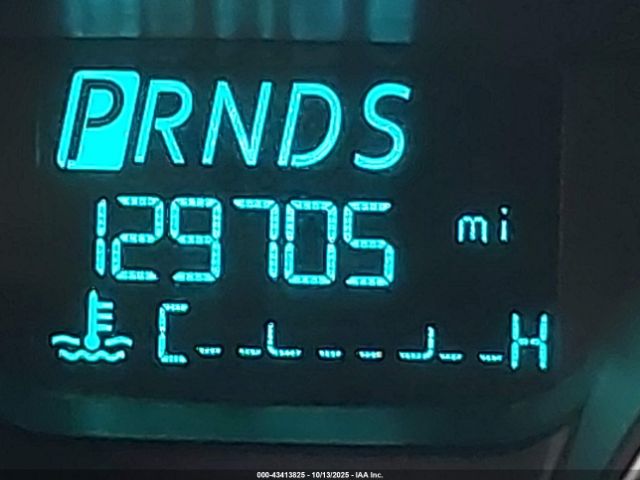 PRNDS
129705 mi
C H
000-43413825 - 10/13/2025 - IAA Inc.